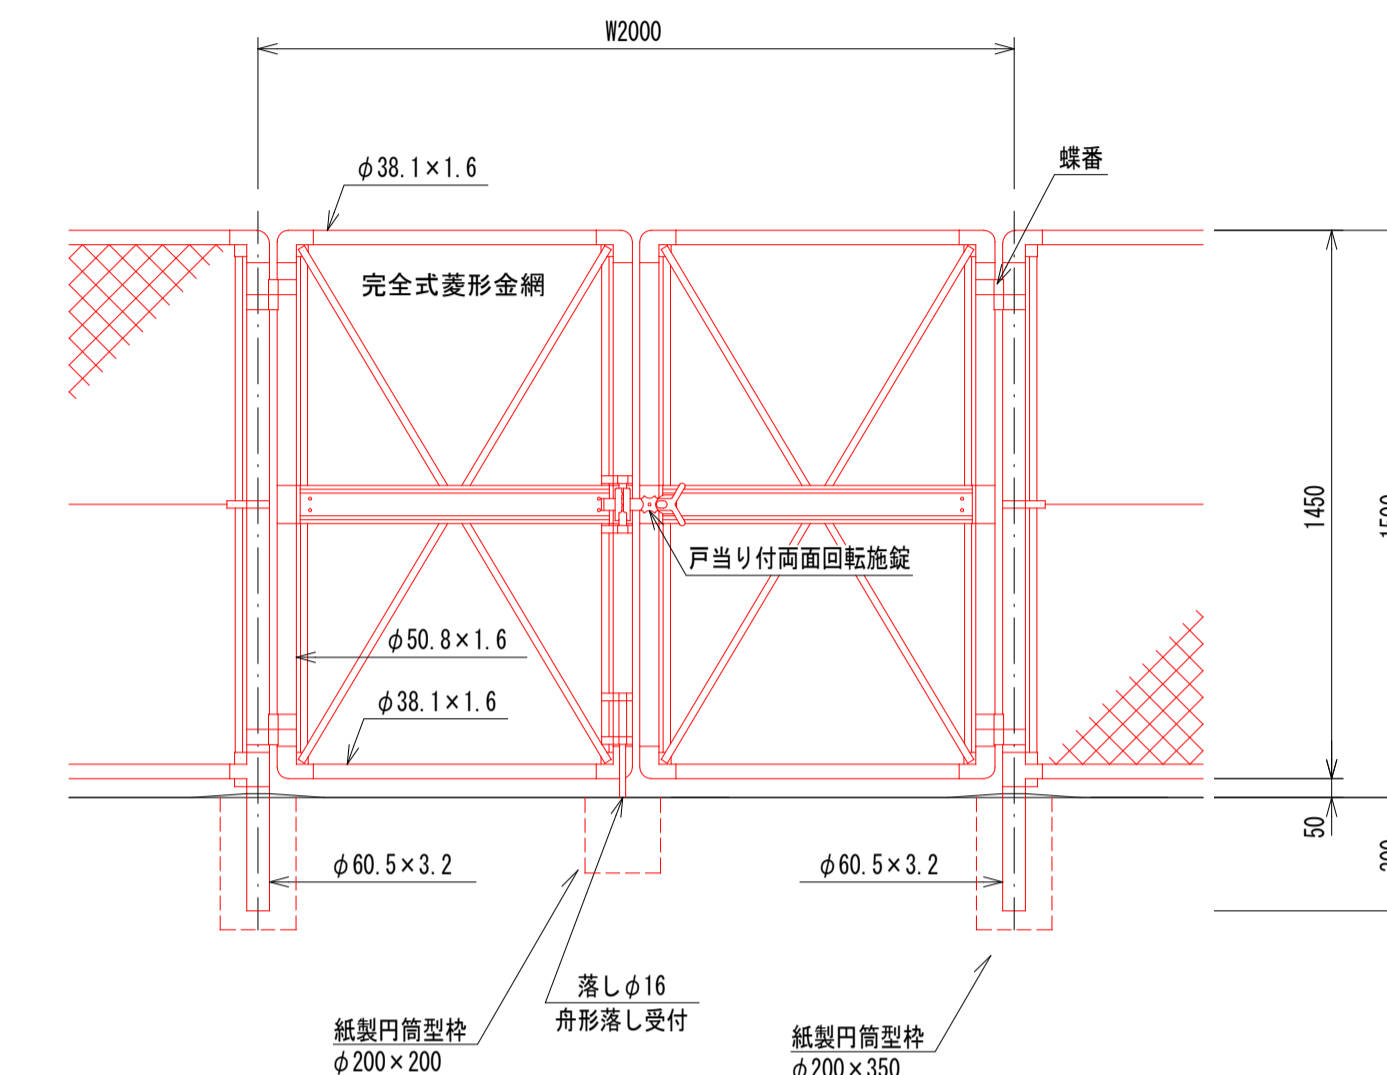 W2000
φ38.1×1.6
蝶番
完全式菱形金網
1450
戸当り付両面回転施錠
φ50.8×1.6
φ38.1×1.6
50
φ60.5×3.2
φ60.5×3.2
落しφ16
舟形落し受付
紙製円筒型枠
φ200×200
紙製円筒型枠
φ200×350